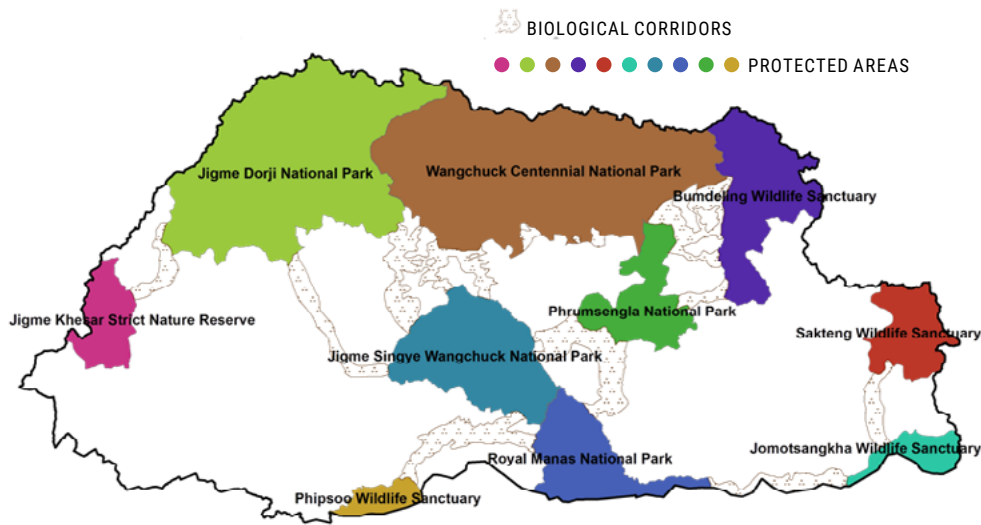 BIOLOGICAL CORRIDORS
PROTECTED AREAS
Jigme Dorji National Park
Wangchuck Centennial National Park
Bumdeling Wildlife Sanctuary
Jigme Khesar Strict Nature Reserve
Phrumsengla National Park
Sakteng Wildlife Sanctuary
Jigme Singye Wangchuck National Park
Jomotsangkha Wildlife Sanctuary
Royal Manas National Park
Phipsoo Wildlife Sanctuary